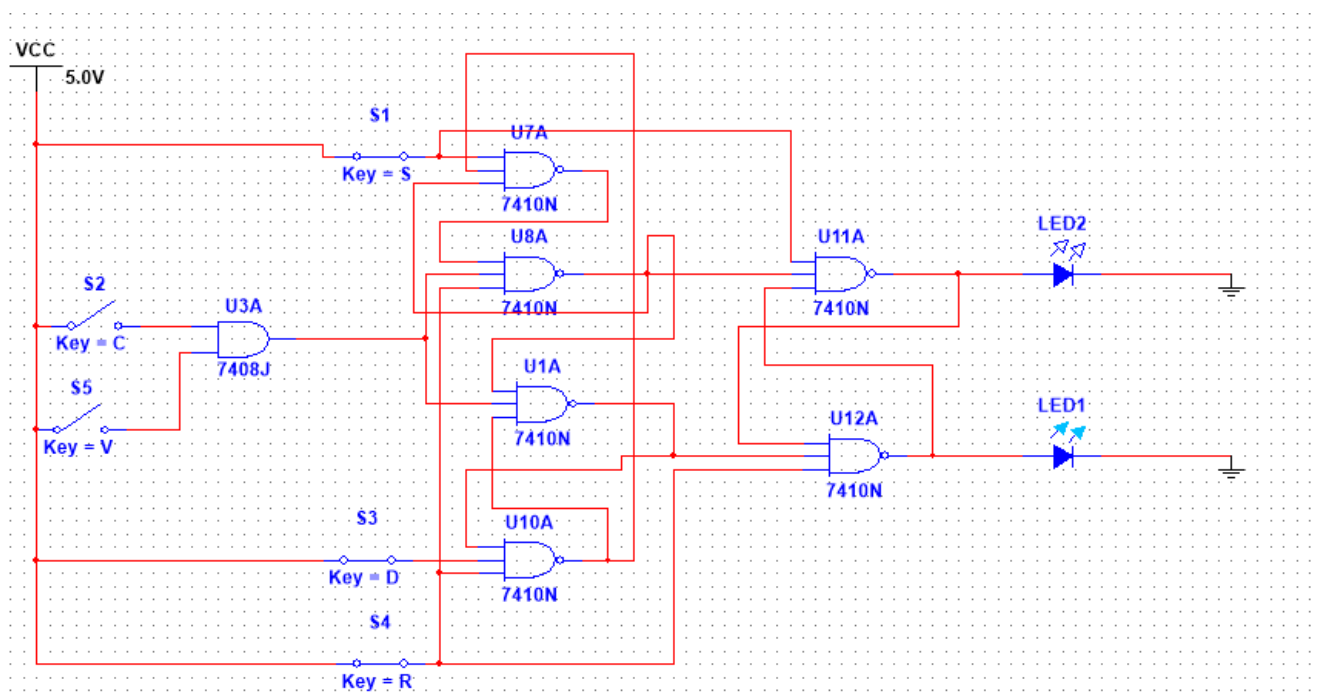 VCC
5.0V
S1
Key = S
U7A
7410N
U8A
7410N
U11A
7410N
LED2
S2
Key = C
U3A
7408J
S5
Key = V
U1A
7410N
U12A
7410N
LED1
S3
Key = D
U10A
7410N
S4
Key = R